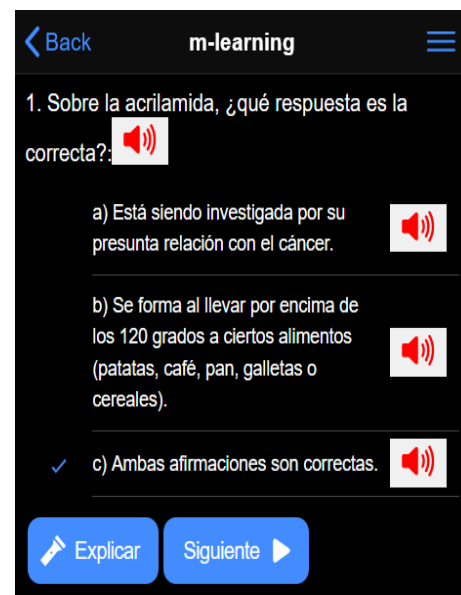 Back
m-learning
1. Sobre la acrilamida, ¿qué respuesta es la
correcta?:
a) Está siendo investigada por su
presunta relación con el cáncer.
b) Se forma al llevar por encima de
los 120 grados a ciertos alimentos
(patatas, café, pan, galletas o
cereales).
c) Ambas afirmaciones son correctas.
Explicar
Siguiente